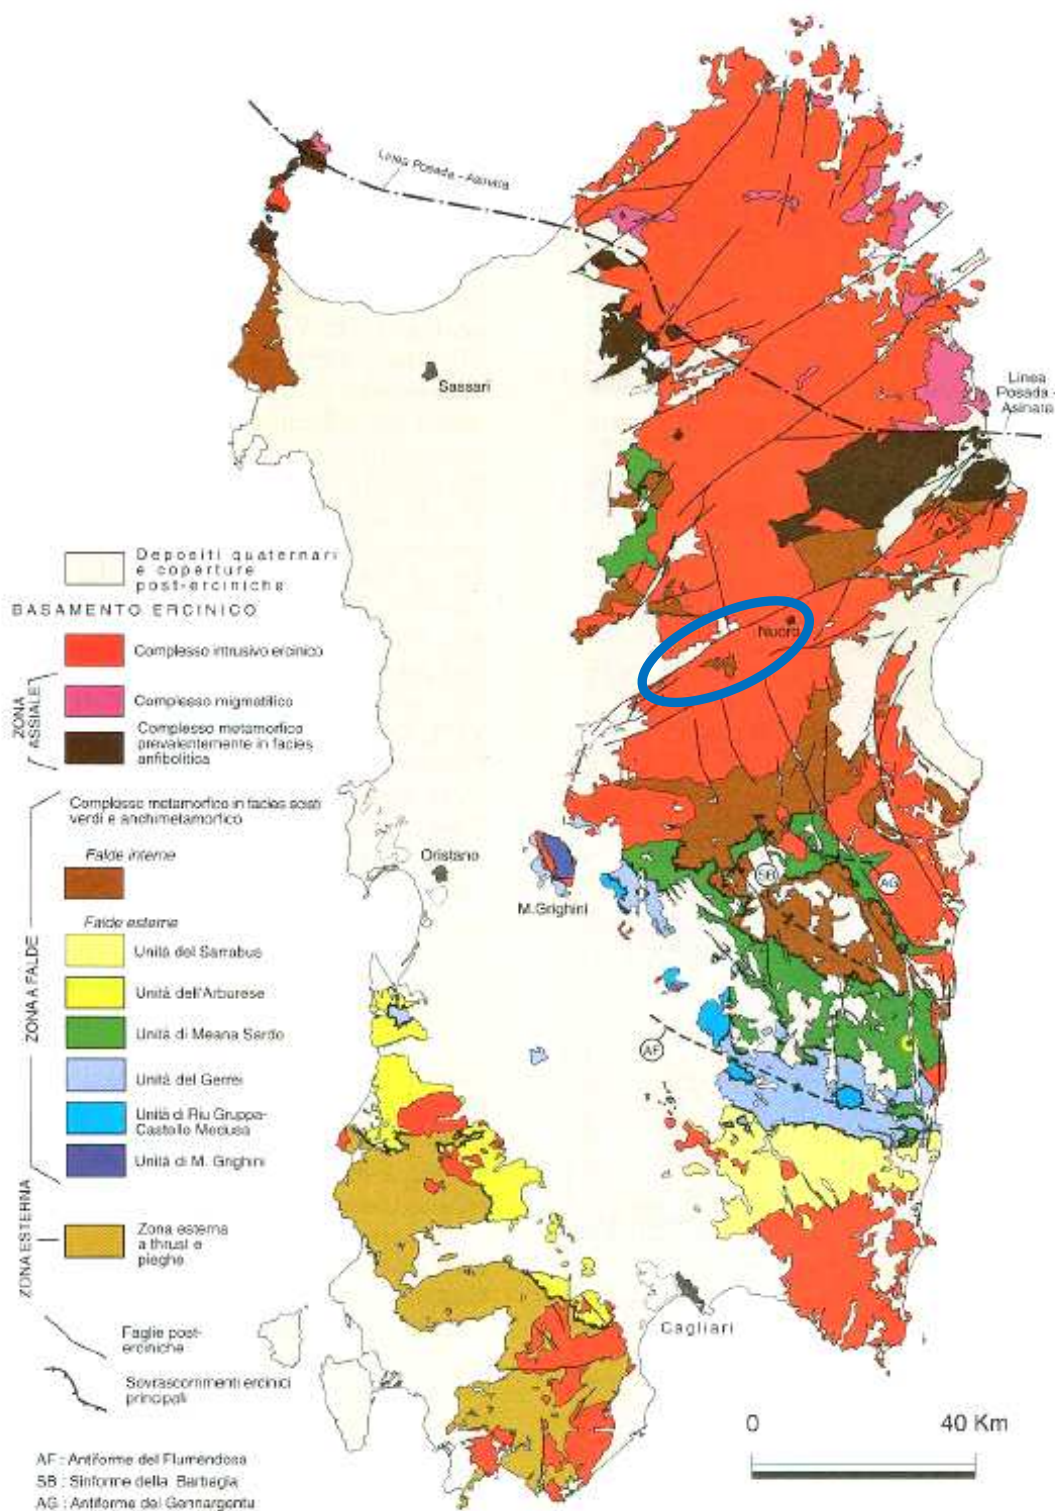 Linea Posada - Asinara
Sassari
Linea
Posada -
Asinara
Nuoro
Depositi quaternari
e coperture
post-erciniche
BASAMENTO ERCINICO
Complesso intrusivo ercinico
ZONA
ASSIALE
Complesso migmatitico
Complesso metamorfico
prevalentemente in facies
anfibolitica
Complesso metamorfico in facies scisti
verdi e anchimetamorfico
ZONA A FALDE
Falde interne
Falde esterne
Unità del Sarrabus
Unità dell'Arburese
Unità di Meana Sardo
Unità del Gerrei
Unità di Riu Gruppa-
Castello Medusa
Unità di M. Grighini
ZONA ESTERNA
Zona esterna
a thrust e
pieghe
Faglie post-
erciniche
Sovrascorrimenti ercinici
principali
AF : Antiforme del Flumendosa
SB : Sinforme della Barbagia
AG : Antiforme del Gennargentu
Oristano
M.Grighini
SB
AG
AF
Cagliari
0 40 Km